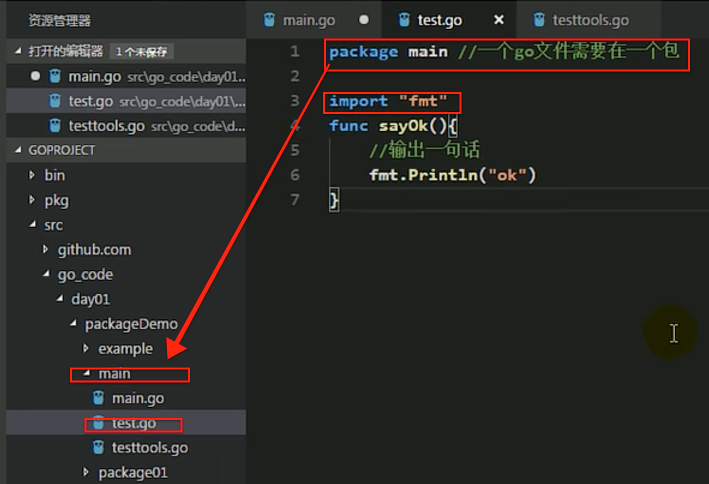 资源管理器
打开的编辑器 1 个未保存
main.go src\go_code\day01...
test.go src\go_code\day01\...
testtools.go src\go_code\d...
GOPROJECT
bin
pkg
src
github.com
go_code
day01
packageDemo
example
main
main.go
test.go
testtools.go
package01
main.go test.go testtools.go
1 package main //一个go文件需要在一个包
2
3 import "fmt"
4 func sayOk(){
5 //输出一句话
6 fmt.Println("ok")
7 }